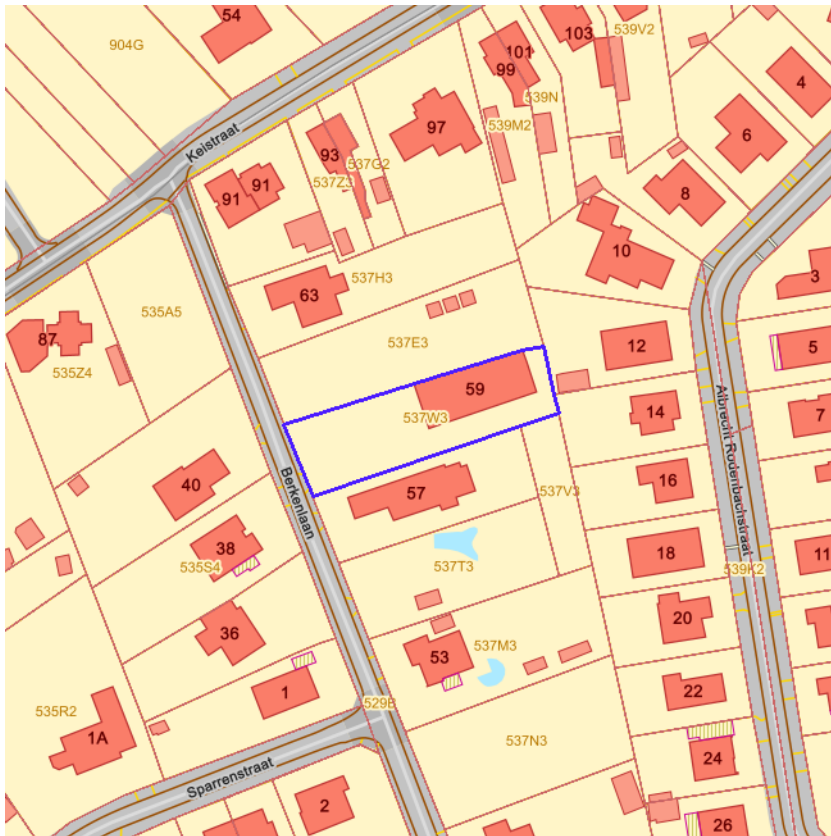 54
904G
Keistraat
101
99
103
539V2
539N
539M2
4
6
8
97
93
537G2
537Z3
91
91
10
3
63
537H3
535A5
87
535Z4
537E3
12
5
59
537W3
14
7
Albrecht Rodenbachstraat
Berkenlaan
40
57
537V3
16
38
535S4
537T3
18
539K2
11
36
20
53
537M3
1
529B
22
535R2
1A
537N3
24
Sparrenstraat
2
26